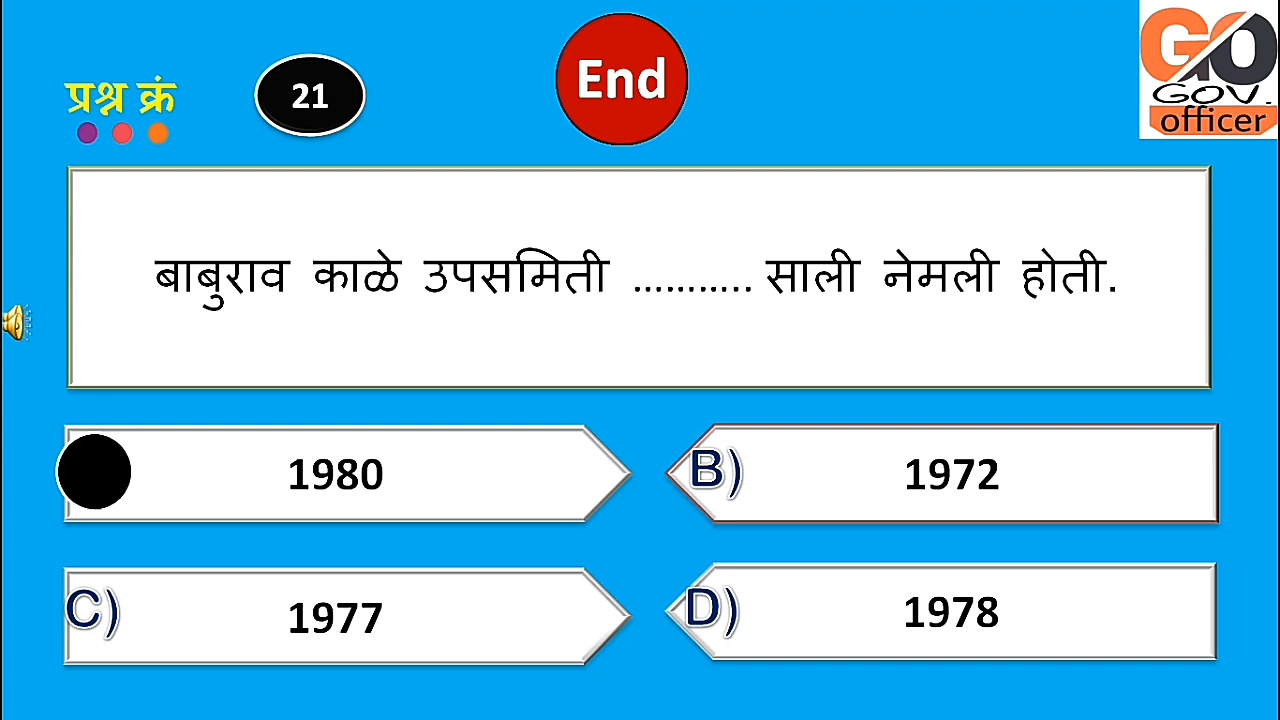 प्रश्न क्रं
21
End
GO
GOV.
officer
बाबुराव काळे उपसमिती ........... साली नेमली होती.
1980
B) 1972
C) 1977
D) 1978